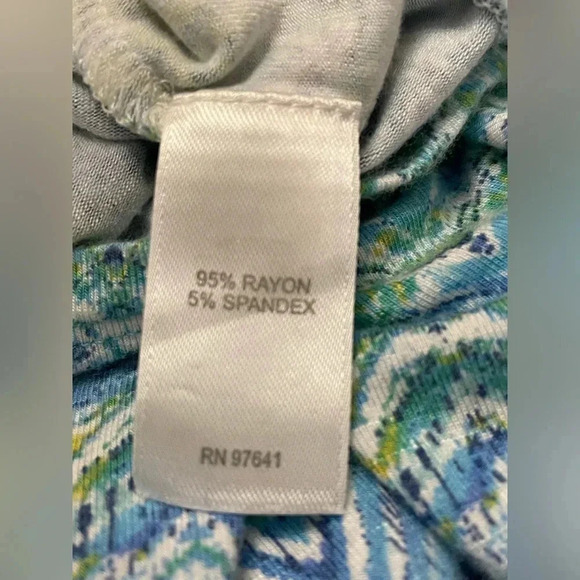 95% RAYON
5% SPANDEX
RN 97641